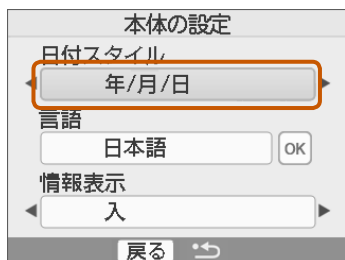 本体の設定
日付スタイル
年/月/日
言語
日本語 OK
情報表示
入
戻る